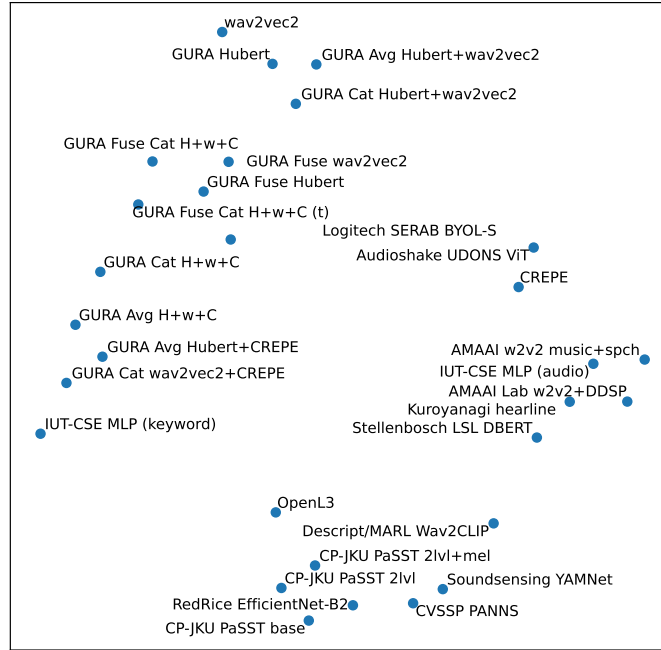 wav2vec2
GURA Hubert
GURA Avg Hubert+wav2vec2
GURA Cat Hubert+wav2vec2
GURA Fuse Cat H+w+C
GURA Fuse wav2vec2
GURA Fuse Hubert
GURA Fuse Cat H+w+C (t)
Logitech SERAB BYOL-S
Audioshake UDONS ViT
GURA Cat H+w+C
CREPE
GURA Avg H+w+C
GURA Avg Hubert+CREPE
AMAAI w2v2 music+spch
IUT-CSE MLP (audio)
GURA Cat wav2vec2+CREPE
AMAAI Lab w2v2+DDSP
Kuroyanagi hearline
IUT-CSE MLP (keyword)
Stellenbosch LSL DBERT
OpenL3
Descript/MARL Wav2CLIP
CP-JKU PaSST 2lvl+mel
CP-JKU PaSST 2lvl
Soundsensing YAMNet
RedRice EfficientNet-B2
CVSSP PANNS
CP-JKU PaSST base